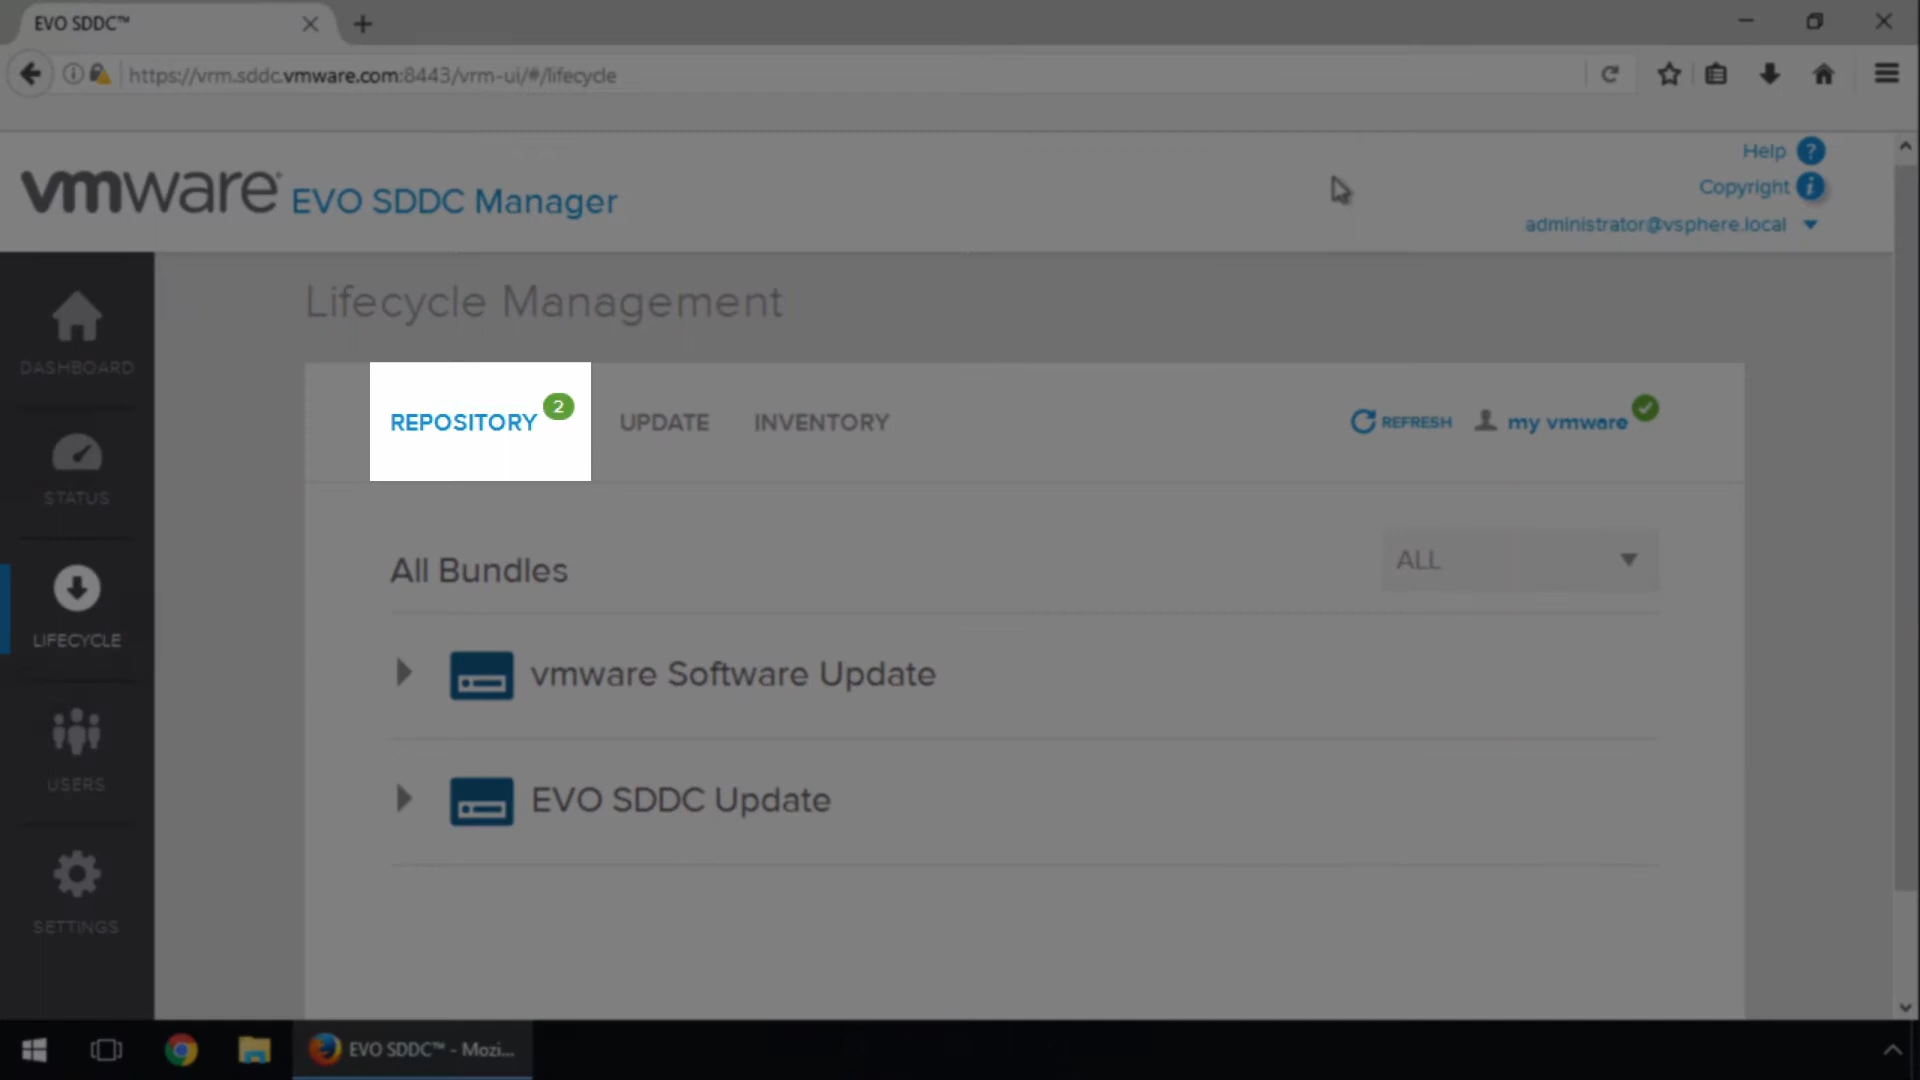 EVO SDDC™
https://vrm.sddc.vmware.com:8443/vrm-ui/#/lifecycle
vmware EVO SDDC Manager
Help ?
Copyright i
administrator@vsphere.local
DASHBOARD
STATUS
LIFECYCLE
USERS
SETTINGS
Lifecycle Management
REPOSITORY 2 UPDATE INVENTORY REFRESH my vmware
All Bundles ALL
vmware Software Update
EVO SDDC Update
EVO SDDC™ - Mozi...